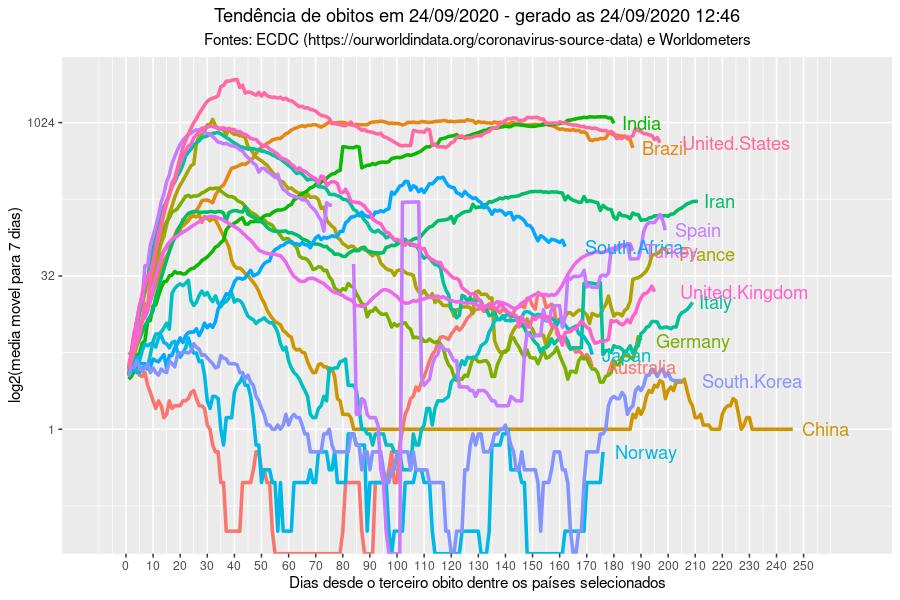 Tendência de obitos em 24/09/2020 - gerado as 24/09/2020 12:46
Fontes: ECDC (https://ourworldindata.org/coronavirus-source-data) e Worldometers
log2(media movel para 7 dias)
1024
32
1
India
United.States
Brazil
Iran
Spain
South.Africa
Turkey
France
United.Kingdom
Italy
Germany
Japan
Australia
South.Korea
China
Norway
0 10 20 30 40 50 60 70 80 90 100 110 120 130 140 150 160 170 180 190 200 210 220 230 240 250
Dias desde o terceiro obito dentre os países selecionados